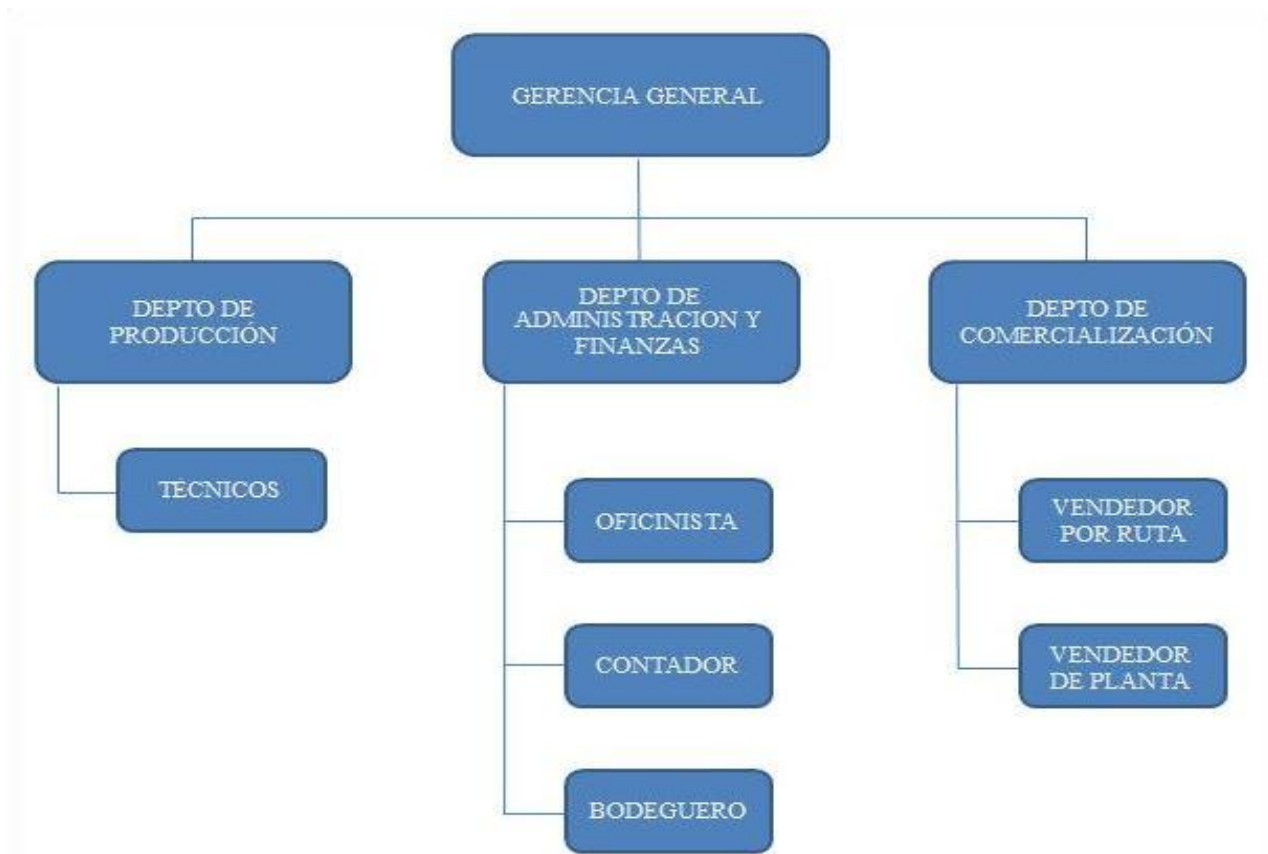 GERENCIA GENERAL
DEPTO DE
PRODUCCIÓN
DEPTO DE
ADMINISTRACION Y
FINANZAS
DEPTO DE
COMERCIALIZACIÓN
TÉCNICOS
OFICINISTA
CONTADOR
BODEGUERO
VENDEDOR
POR RUTA
VENDEDOR
DE PLANTA